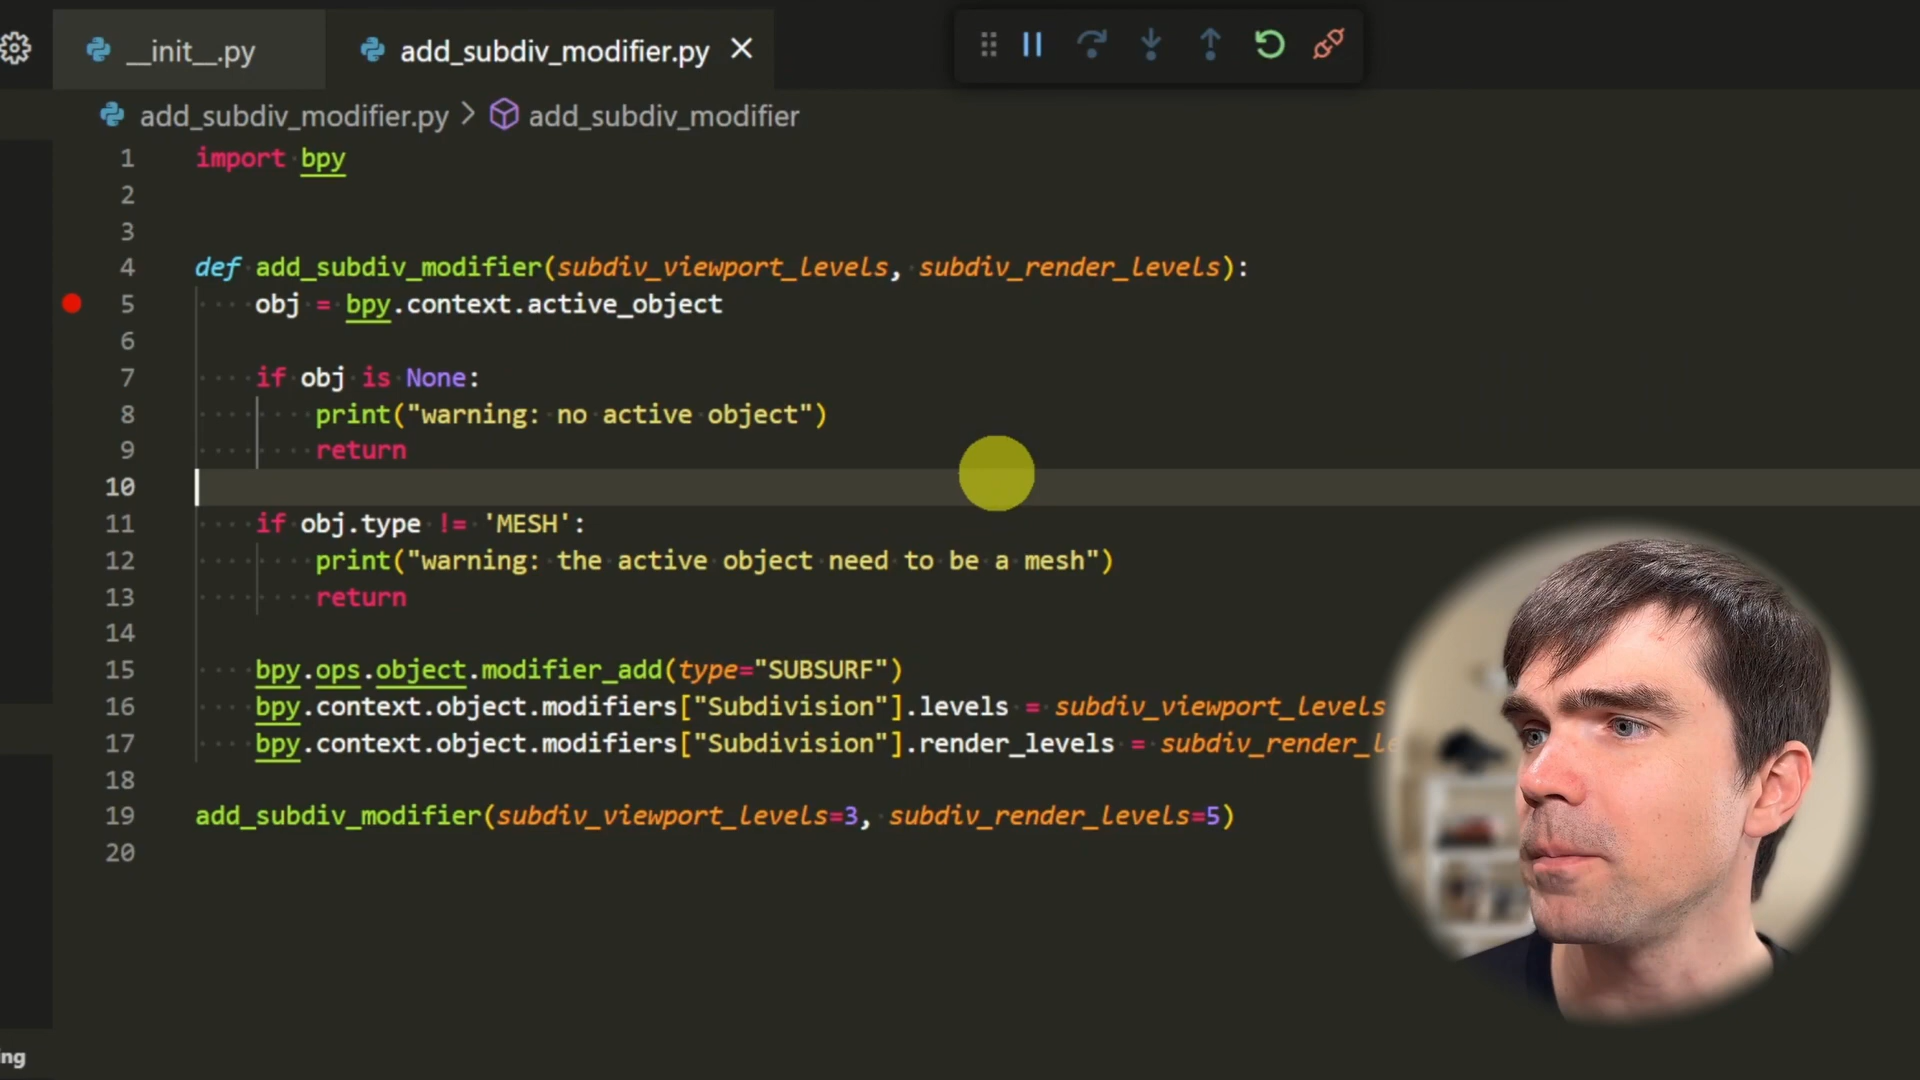 __init__.py
add_subdiv_modifier.py
add_subdiv_modifier.py > add_subdiv_modifier
1 import bpy
2
3
4 def add_subdiv_modifier(subdiv_viewport_levels, subdiv_render_levels):
5 obj = bpy.context.active_object
6
7 if obj is None:
8 print("warning: no active object")
9 return
10
11 if obj.type != 'MESH':
12 print("warning: the active object need to be a mesh")
13 return
14
15 bpy.ops.object.modifier_add(type="SUBSURF")
16 bpy.context.object.modifiers["Subdivision"].levels = subdiv_viewport_levels
17 bpy.context.object.modifiers["Subdivision"].render_levels = subdiv_render_le
18
19 add_subdiv_modifier(subdiv_viewport_levels=3, subdiv_render_levels=5)
20
ng